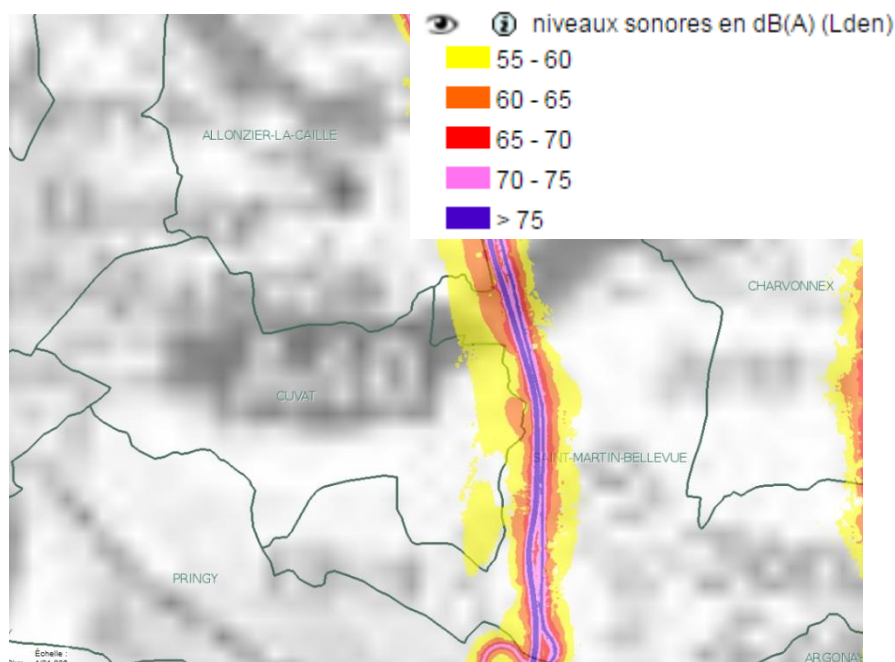 niveaux sonores en dB(A) (Lden)
55 - 60
60 - 65
65 - 70
70 - 75
> 75
ALLONZIER-LA-CAILLE
CHARVONNEX
CUVAT
SAINT-MARTIN-BELLEVUE
PRINGY
Échelle :
ARGONAY